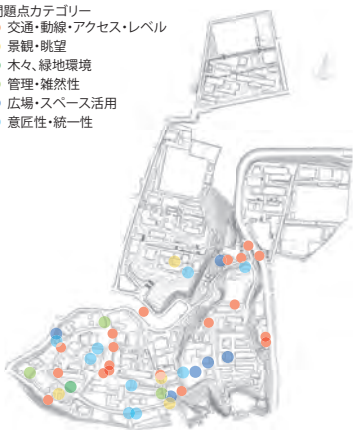 問題点カテゴリー
交通・動線・アクセス・レベル
景観・眺望
木々、緑地環境
管理・雑然性
広場・スペース活用
意匠性・統一性